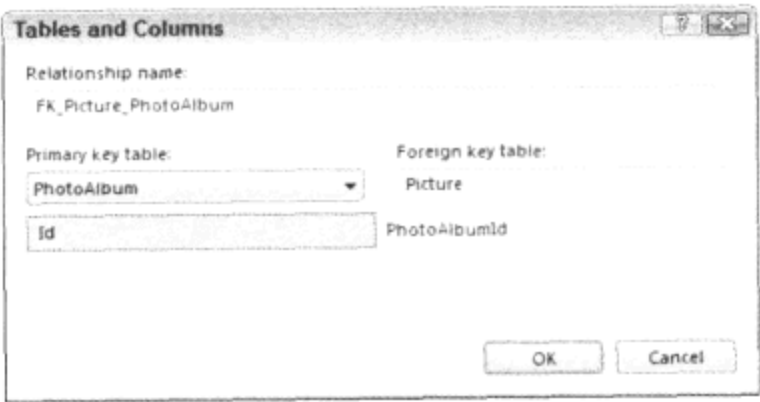 Tables and Columns
Relationship name:
FK_Picture_PhotoAlbum
Primary key table:
Foreign key table:
PhotoAlbum
Picture
Id
PhotoAlbumId
OK
Cancel